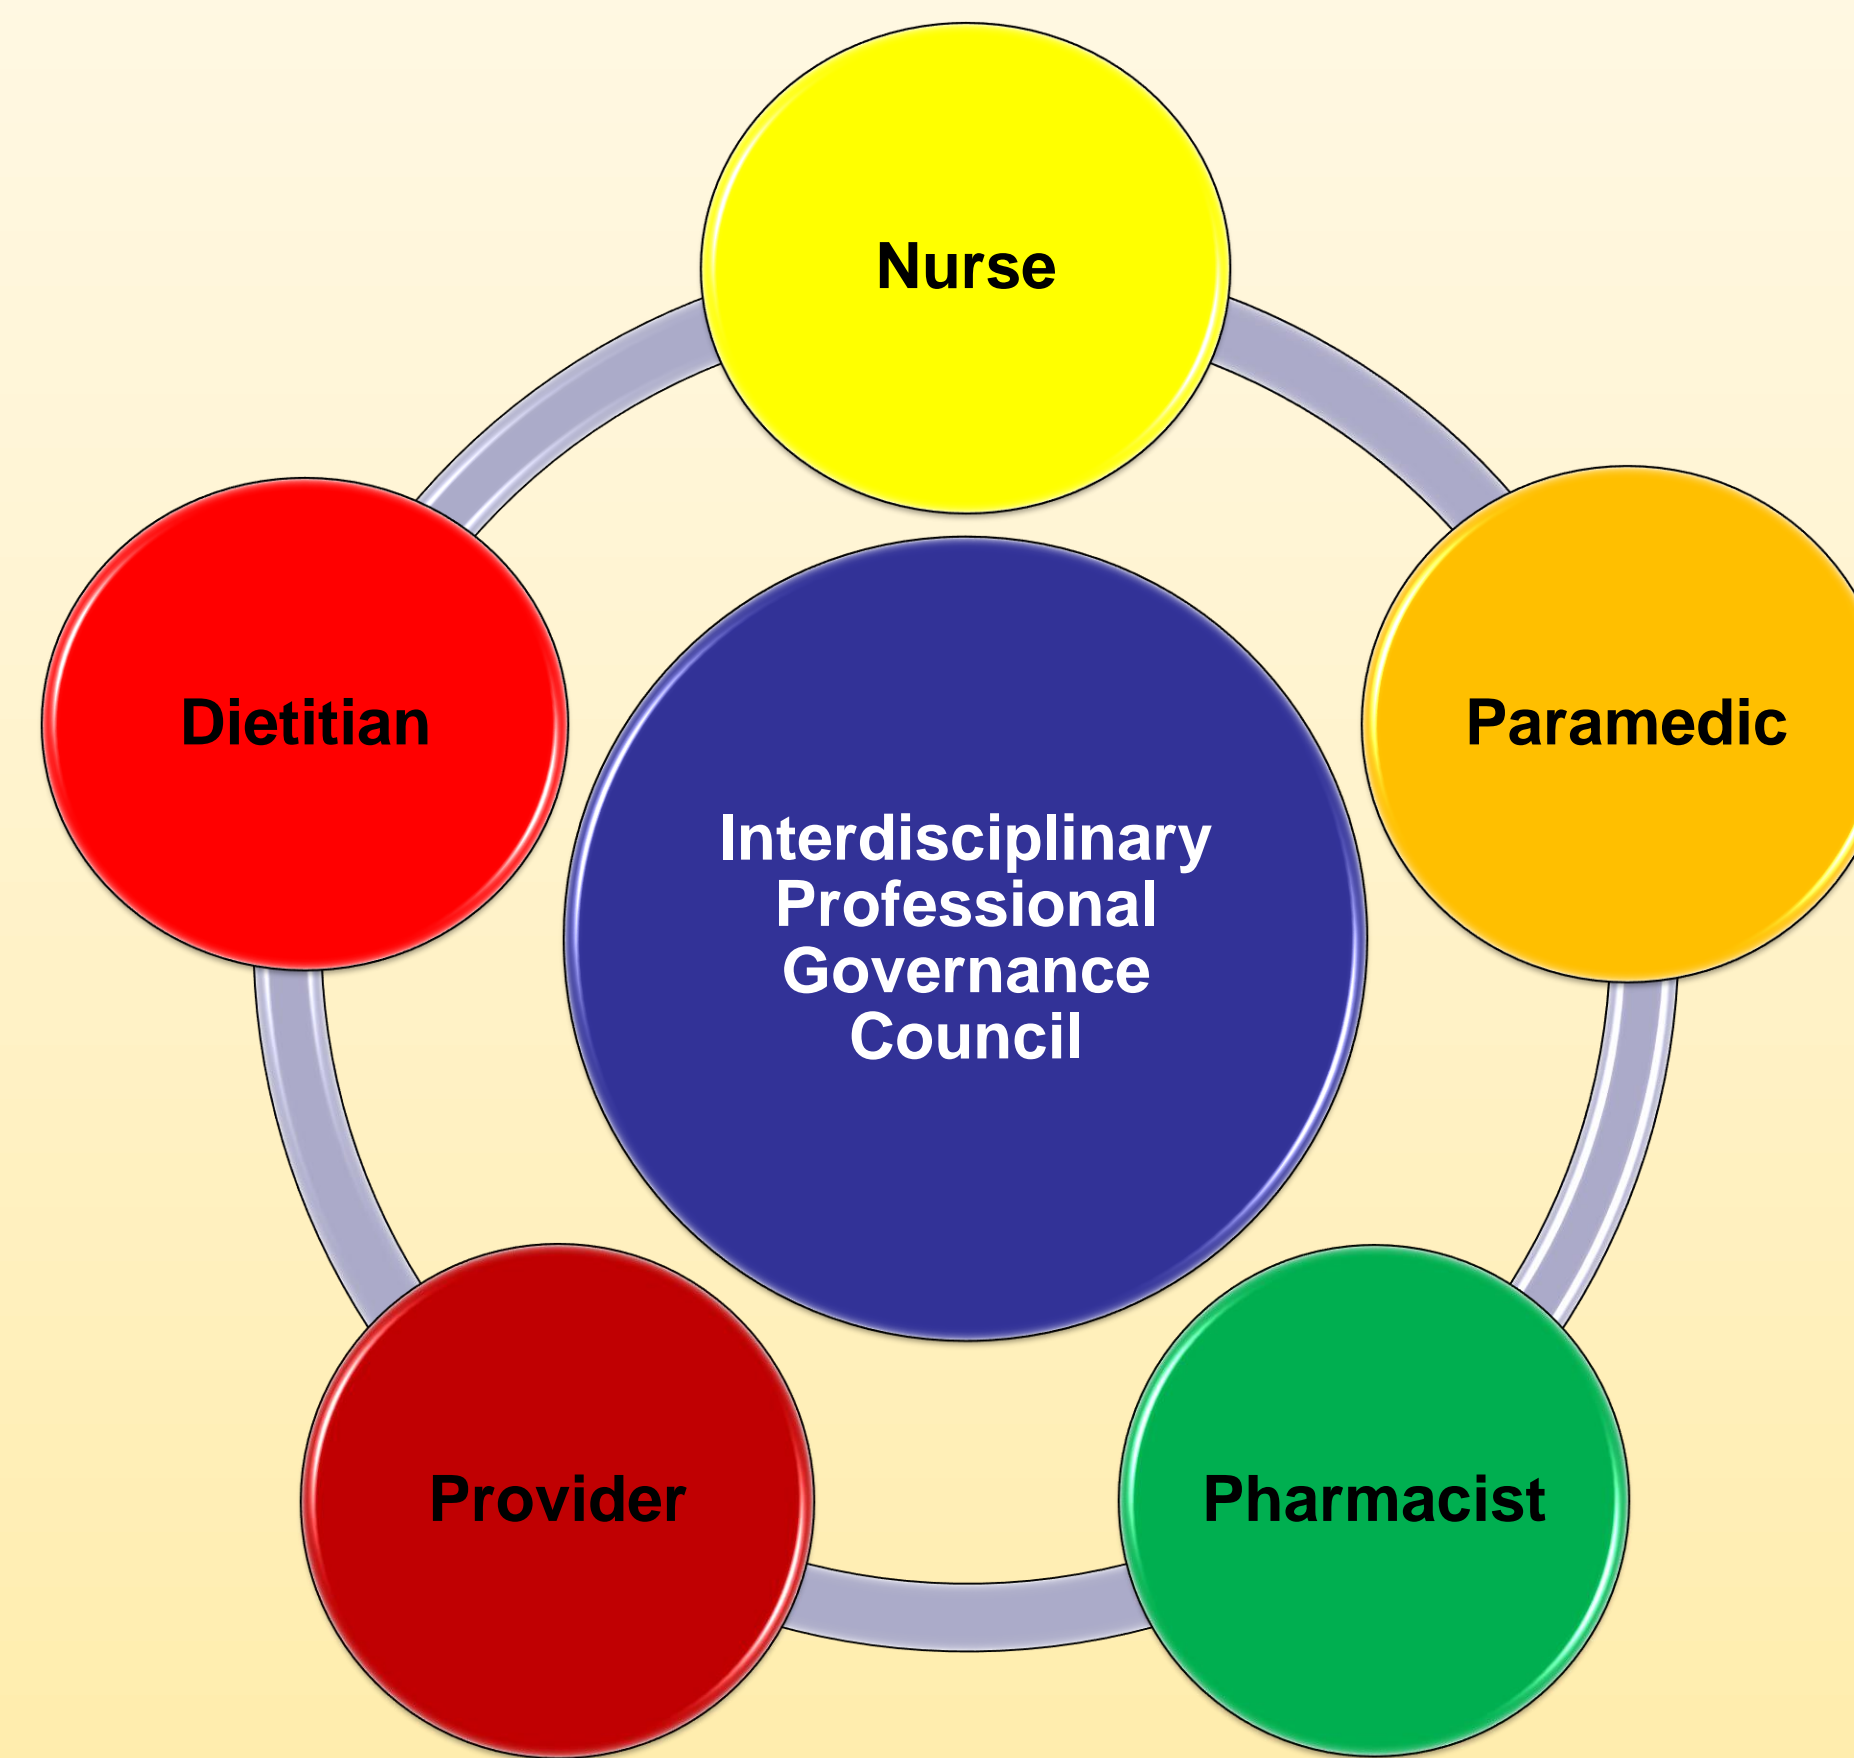 Nurse
Dietitian
Paramedic
Interdisciplinary
Professional
Governance
Council
Provider
Pharmacist